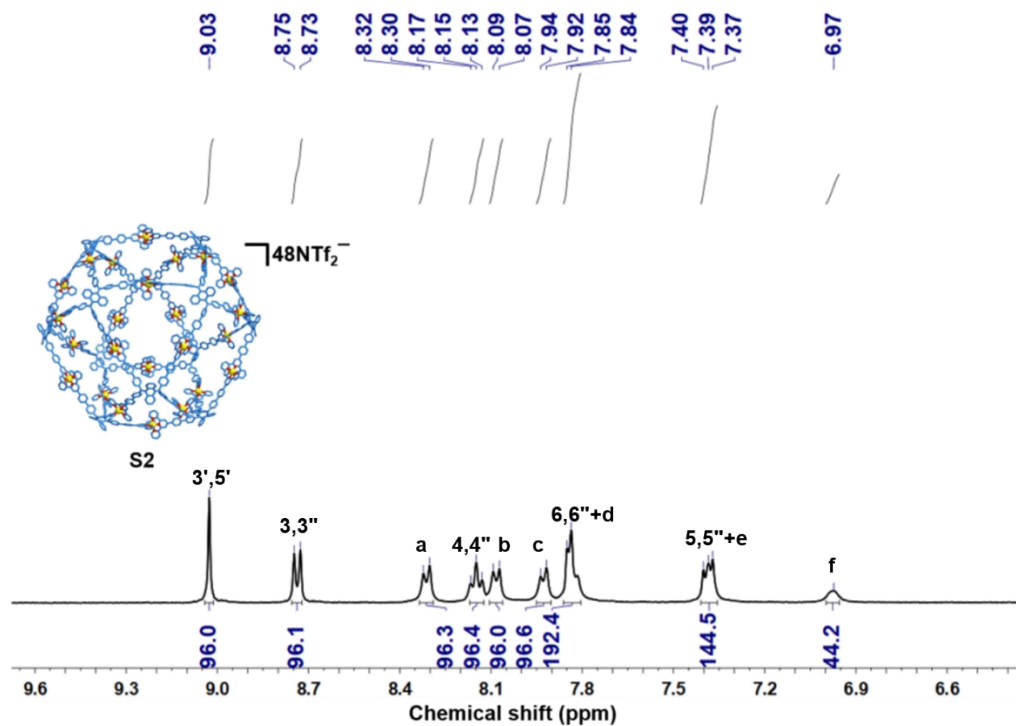 9.03 8.75 8.73 8.32 8.30 8.17 8.15 8.13 8.09 8.07 7.94 7.92 7.85 7.84 7.40 7.39 7.37 6.97
48NTf₂⁻
S2
3',5'
3,3"
a
4,4"
b
c
6,6"+d
5,5"+e
f
96.0 96.1 96.3 96.4 96.0 96.6 192.4 144.5 44.2
9.6 9.3 9.0 8.7 8.4 8.1 7.8 7.5 7.2 6.9 6.6
Chemical shift (ppm)